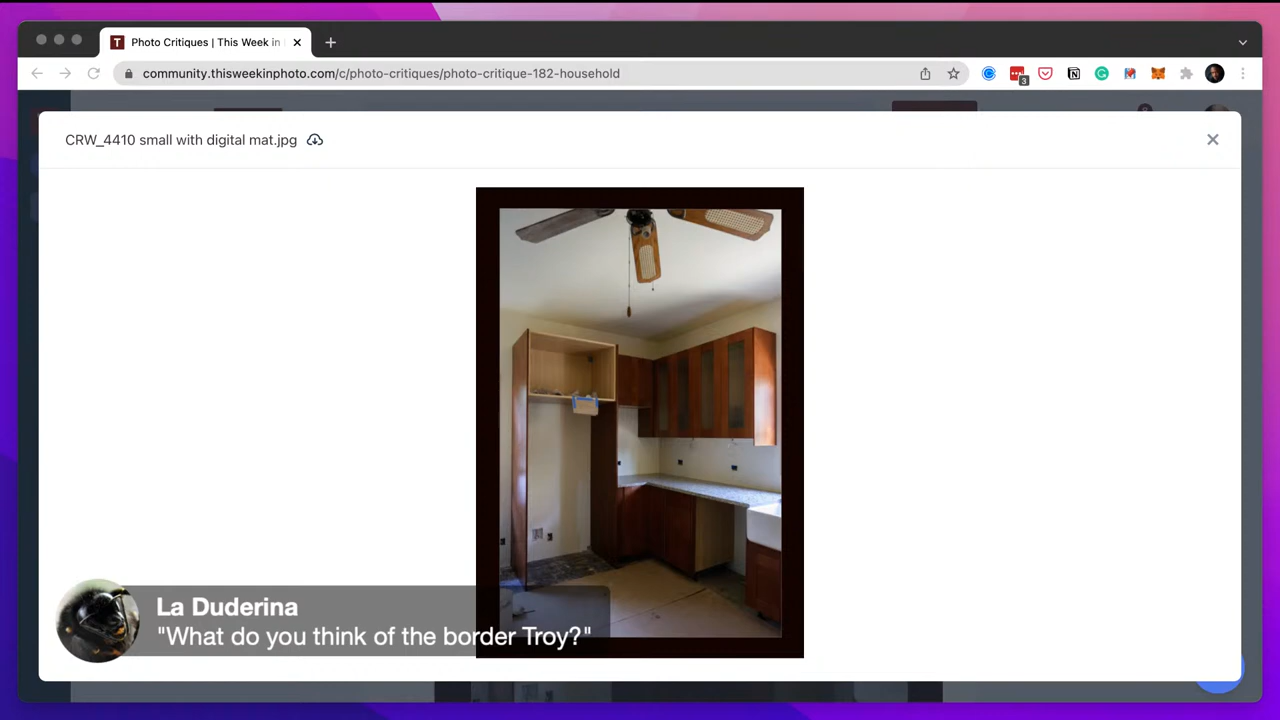 T Photo Critiques | This Week in
community.thisweekinphoto.com/c/photo-critiques/photo-critique-182-household
3
CRW_4410 small with digital mat.jpg
La Duderina
"What do you think of the border Troy?"